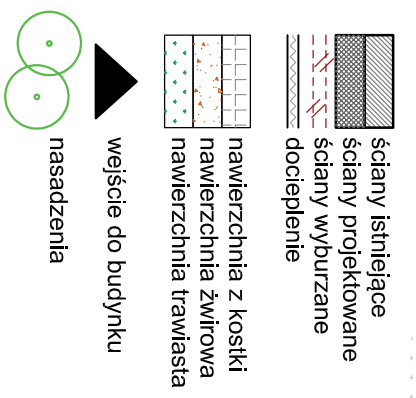 ściany istniejące
ściany projektowane
ściany wyburzane
docieplenie
nawierzchnia z kostki
nawierzchnia żwirowa
nawierzchnia trawiasta
wejście do budynku
nasadzenia